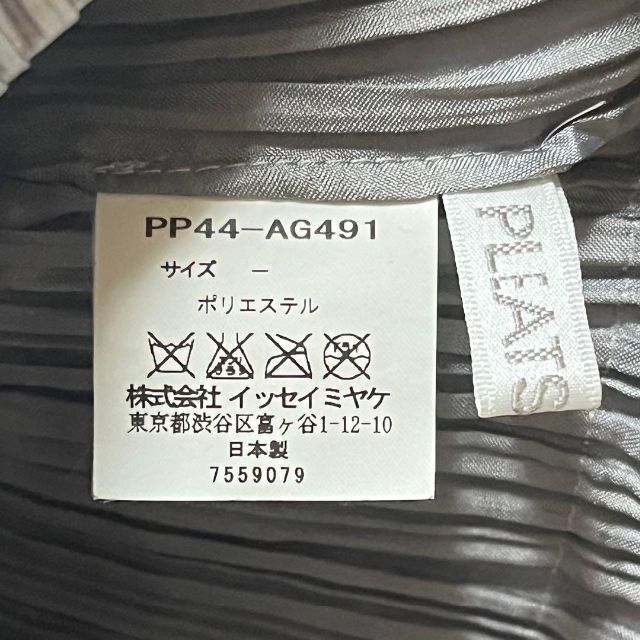 PP44-AG491
サイズ －
ポリエステル
株式会社 イッセイミヤケ
東京都渋谷区富ヶ谷1-12-10
日本製
7559079
PLEATS